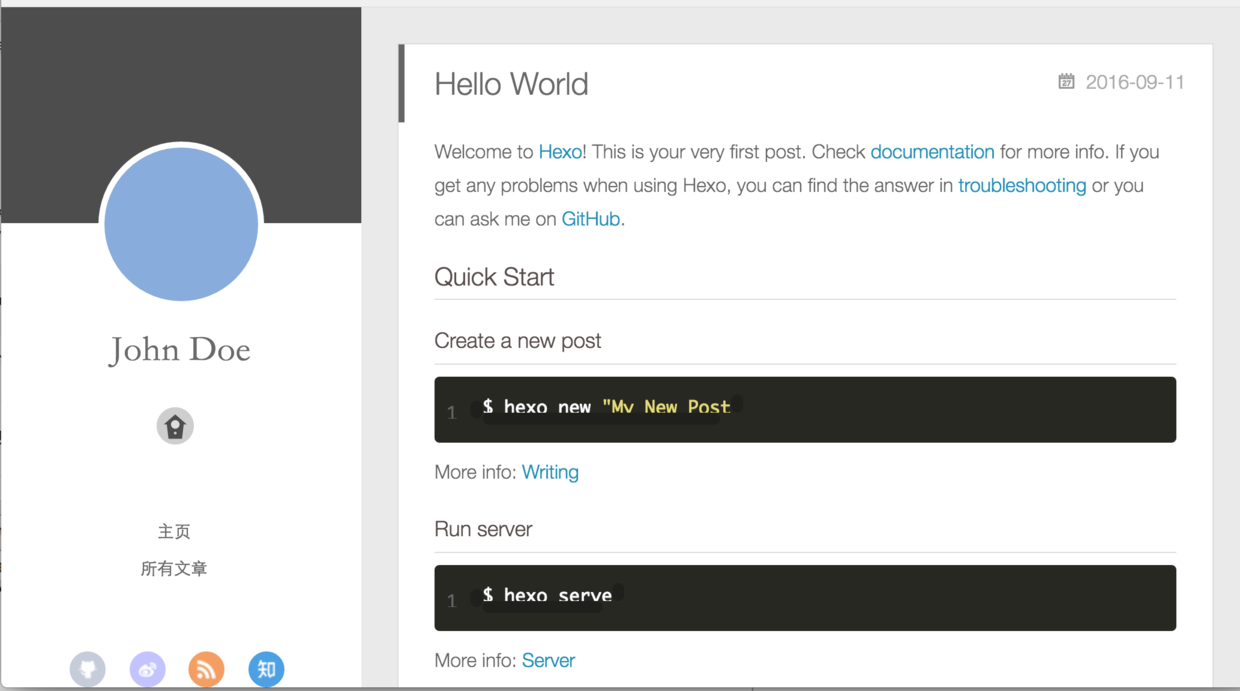 John Doe
主页
所有文章
知
Hello World
27 2016-09-11
Welcome to Hexo! This is your very first post. Check documentation for more info. If you
get any problems when using Hexo, you can find the answer in troubleshooting or you
can ask me on GitHub.
Quick Start
Create a new post
1 $ hexo new "My New Post
More info: Writing
Run server
1 $ hexo serve
More info: Server